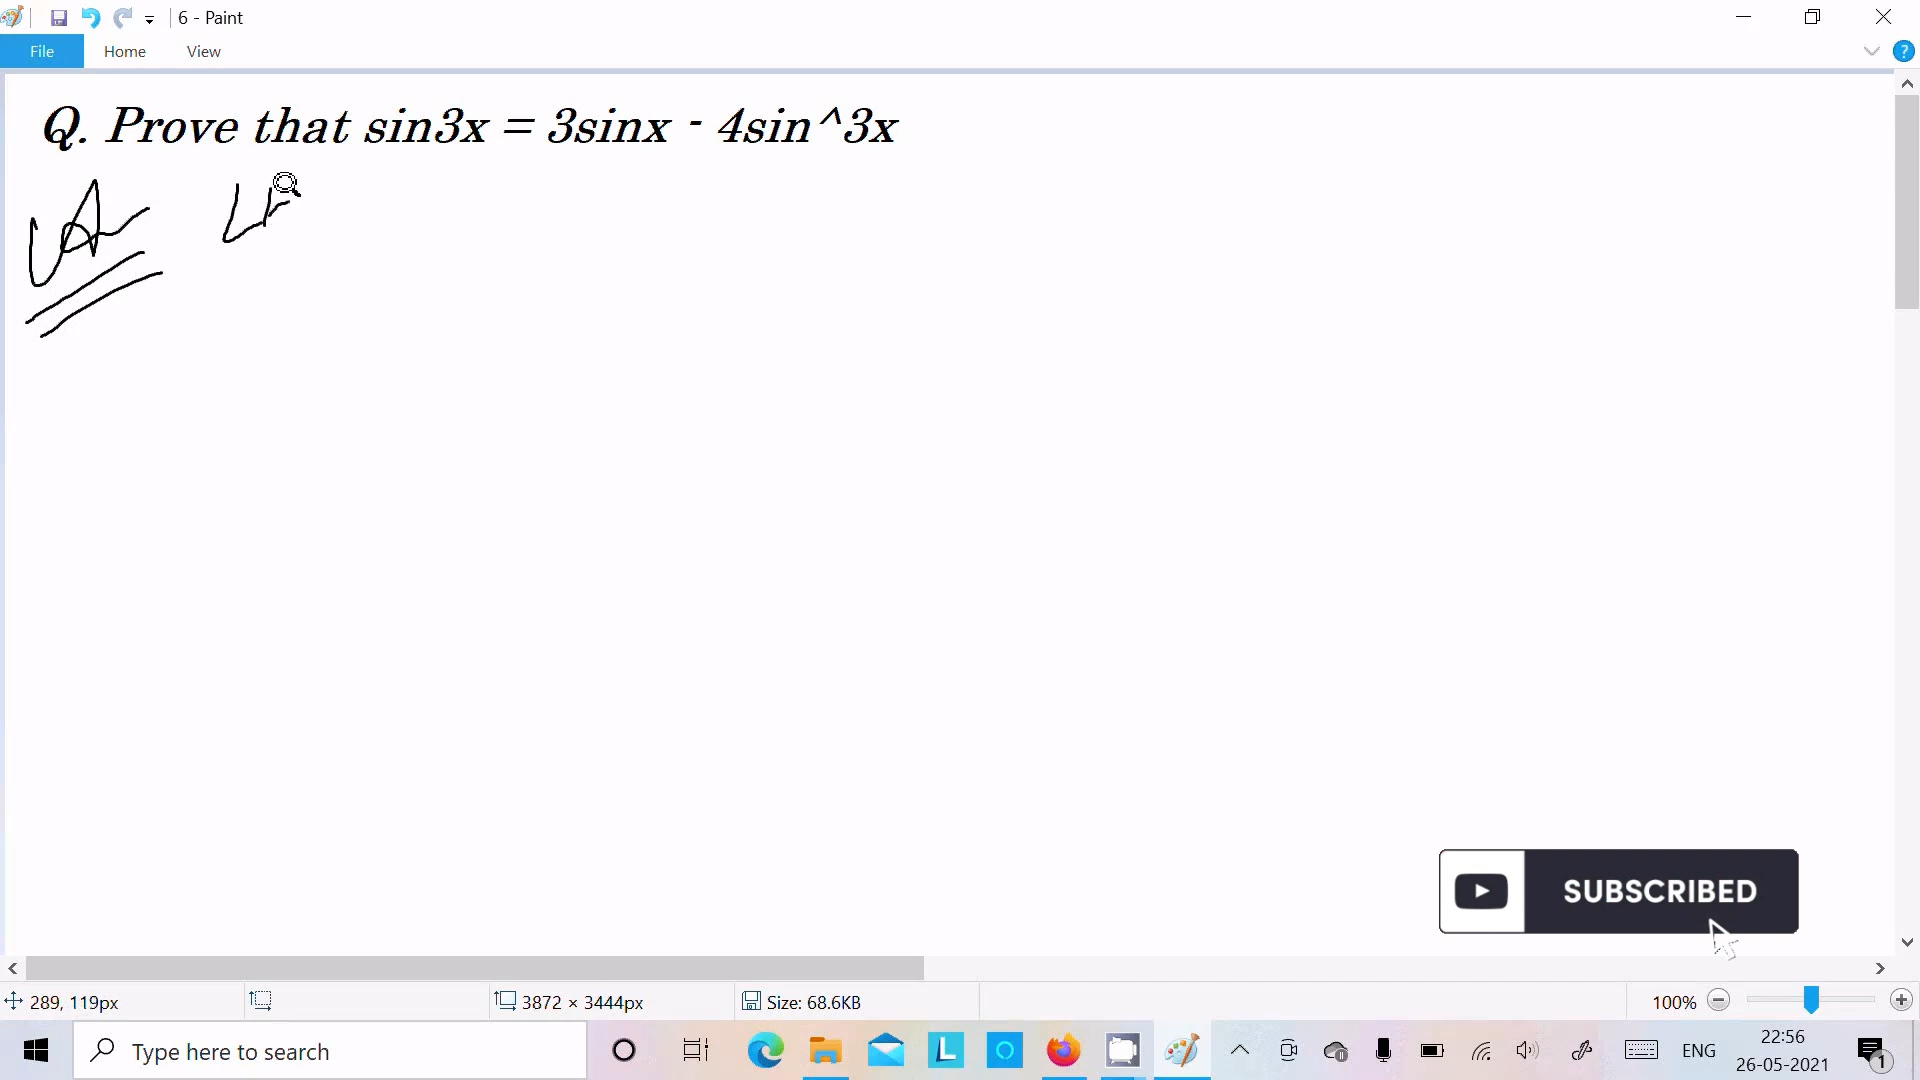 6 - Paint
File Home View
Q. Prove that sin3x = 3sinx - 4sin^3x
SUBSCRIBED
289, 119px 3872 × 3444px Size: 68.6KB 100%
Type here to search ENG 22:56
26-05-2021 1